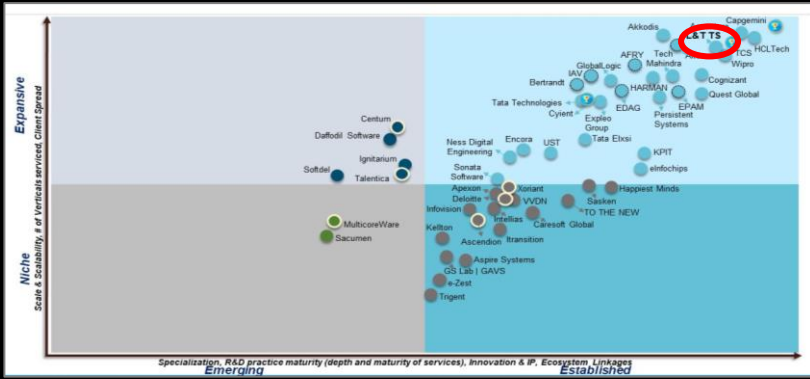 Expansive
Niche
Scale & Scalability, # of Verticals serviced, Client Spread
Akkodis
Capgemini
L&T TS
HCLTech
TCS
Wipro
AFRY
Tech Mahindra
GlobalLogic
IAV
Bertrandt
HARMAN
Cognizant
Quest Global
Tata Technologies
Cyient
Expleo Group
EDAG
EPAM
Persistent Systems
Centum
Daffodil Software
Ness Digital Engineering
Encora
UST
Tata Elxsi
KPIT
eInfochips
Ignitarium
Talentica
Softdel
Sonata Software
Apexon
Xoriant
Deloitte
VVDN
Happiest Minds
Sasken
TO THE NEW
Infovision
Intellias
Caresoft Global
MulticoreWare
Sacumen
Kellton
Ascendion
Itransition
Aspire Systems
GS Lab | GAVS
e-Zest
Trigent
Specialization, R&D practice maturity (depth and maturity of services), Innovation & IP, Ecosystem Linkages
Emerging
Established